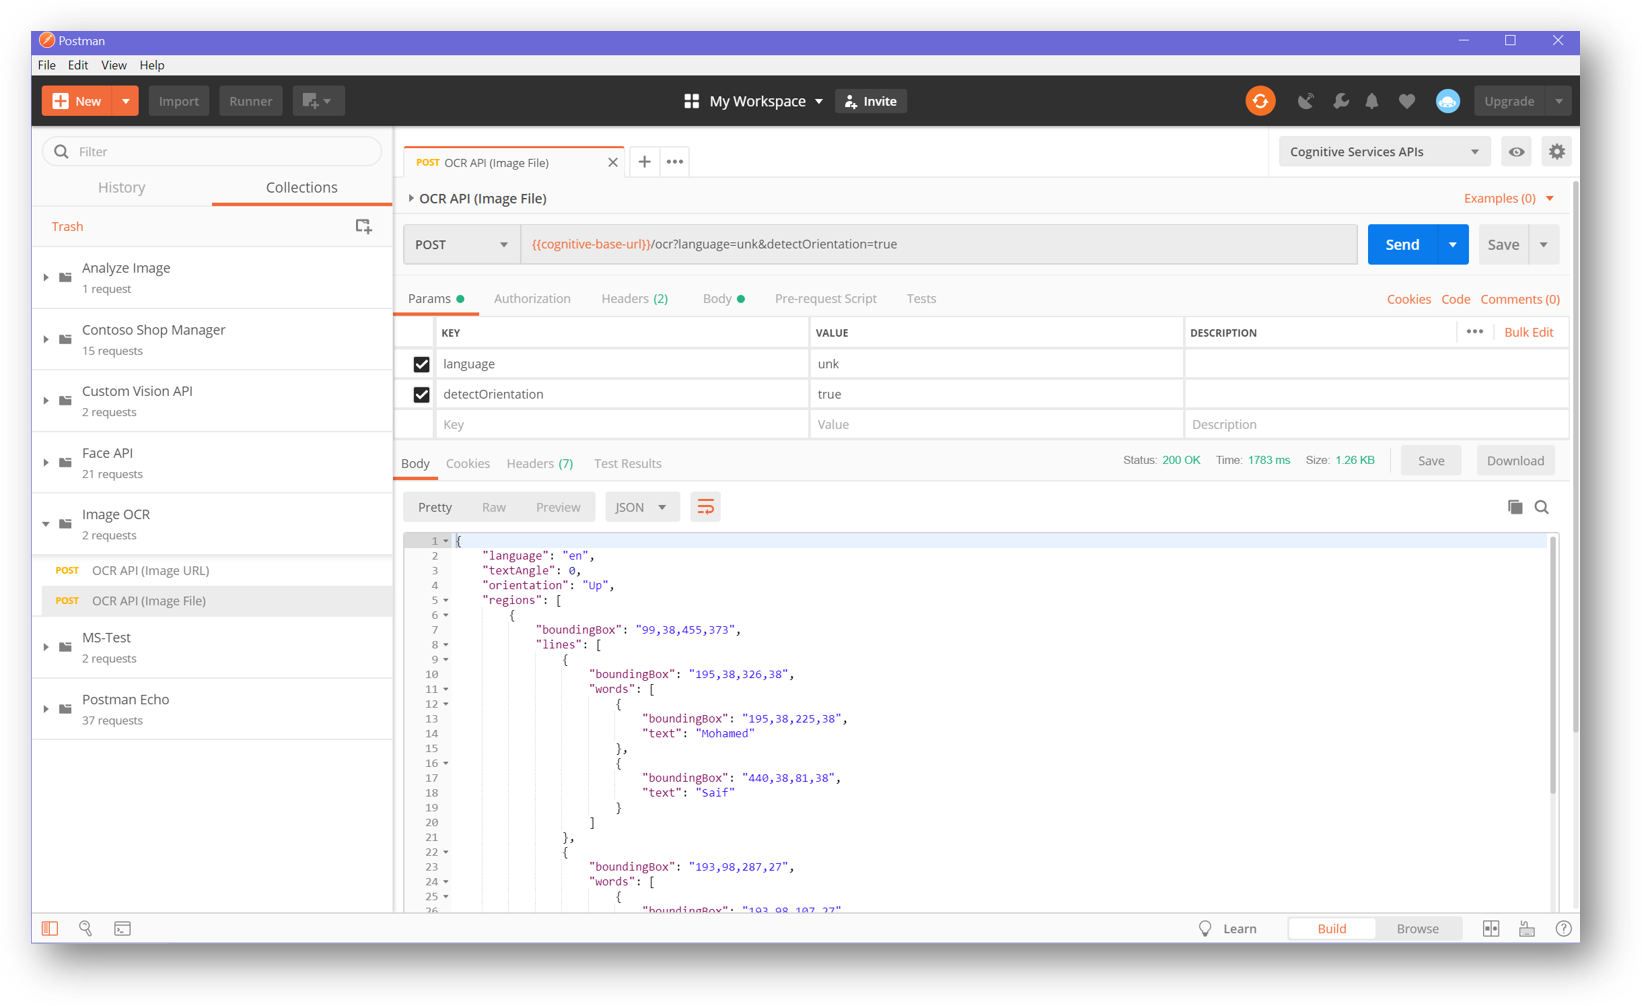 Postman
File Edit View Help
New Import Runner My Workspace Invite Upgrade
Filter
History Collections
Trash
Analyze Image
1 request
Contoso Shop Manager
15 requests
Custom Vision API
2 requests
Face API
21 requests
Image OCR
2 requests
POST OCR API (Image URL)
POST OCR API (Image File)
MS-Test
2 requests
Postman Echo
37 requests
POST OCR API (Image File)
Cognitive Services APIs
OCR API (Image File) Examples (0)
POST {{cognitive-base-url}}/ocr?language=unk&detectOrientation=true Send Save
Params Authorization Headers (2) Body Pre-request Script Tests Cookies Code Comments (0)
KEY VALUE DESCRIPTION Bulk Edit
language unk
detectOrientation true
Key Value Description
Body Cookies Headers (7) Test Results Status: 200 OK Time: 1783 ms Size: 1.26 KB Save Download
Pretty Raw Preview JSON
1 {
2 "language": "en",
3 "textAngle": 0,
4 "orientation": "Up",
5 "regions": [
6 {
7 "boundingBox": "99,38,455,373",
8 "lines": [
9 {
10 "boundingBox": "195,38,326,38",
11 "words": [
12 {
13 "boundingBox": "195,38,225,38",
14 "text": "Mohamed"
15 },
16 {
17 "boundingBox": "440,38,81,38",
18 "text": "Saif"
19 }
20 ]
21 },
22 {
23 "boundingBox": "193,98,287,27",
24 "words": [
25 {
26 "boundingBox": "193,98,107,27"
Learn Build Browse